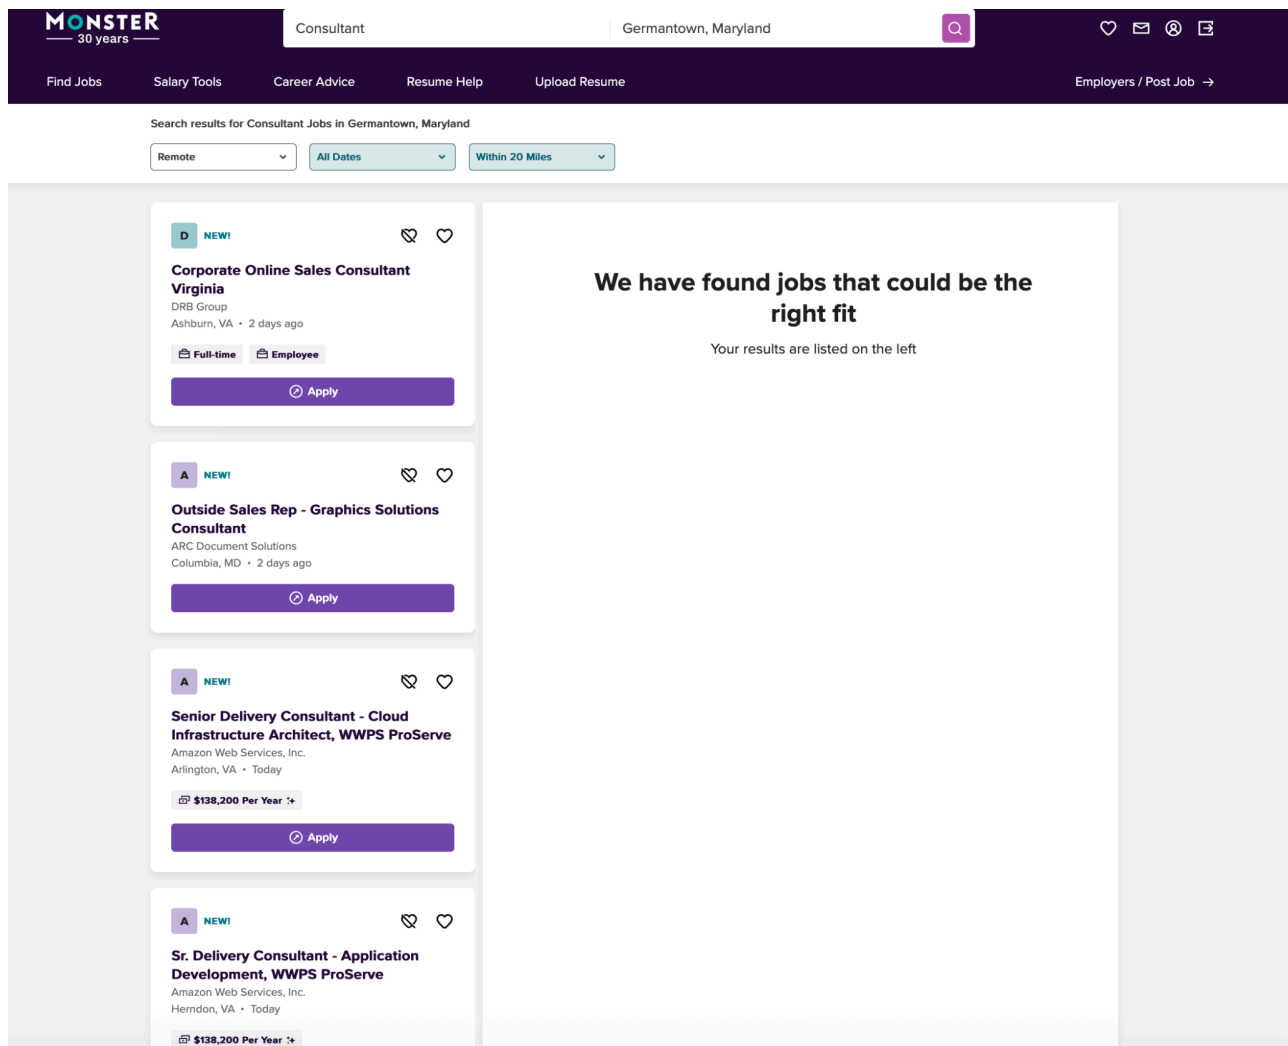 MONSTER
30 years
Consultant
Germantown, Maryland
Find Jobs
Salary Tools
Career Advice
Resume Help
Upload Resume
Employers / Post Job →
Search results for Consultant Jobs in Germantown, Maryland
Remote
All Dates
Within 20 Miles
D NEW!
Corporate Online Sales Consultant
Virginia
DRB Group
Ashburn, VA • 2 days ago
Full-time
Employee
Apply
A NEW!
Outside Sales Rep - Graphics Solutions
Consultant
ARC Document Solutions
Columbia, MD • 2 days ago
Apply
A NEW!
Senior Delivery Consultant - Cloud
Infrastructure Architect, WWPS ProServe
Amazon Web Services, Inc.
Arlington, VA • Today
$138,200 Per Year
Apply
A NEW!
Sr. Delivery Consultant - Application
Development, WWPS ProServe
Amazon Web Services, Inc.
Herndon, VA • Today
$138,200 Per Year
We have found jobs that could be the
right fit
Your results are listed on the left